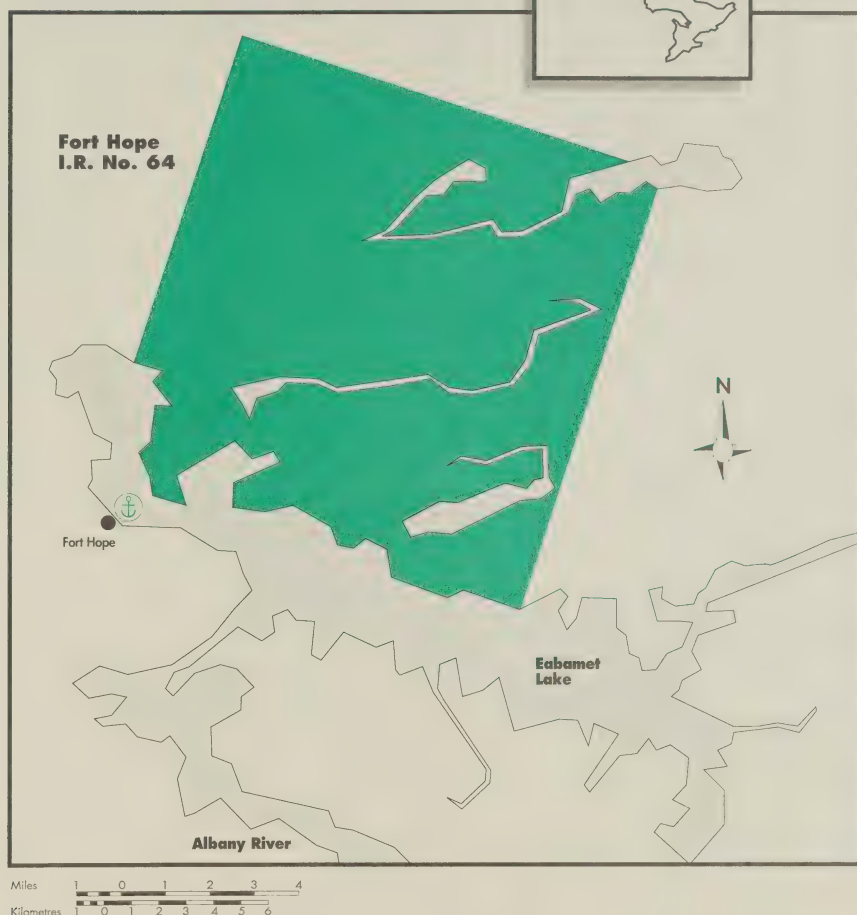 Fort Hope
I.R. No. 64
N
Fort Hope
Eabamet
Lake
Albany River
Miles 1 0 1 2 3 4
Kilometres 1 0 1 2 3 4 5 6